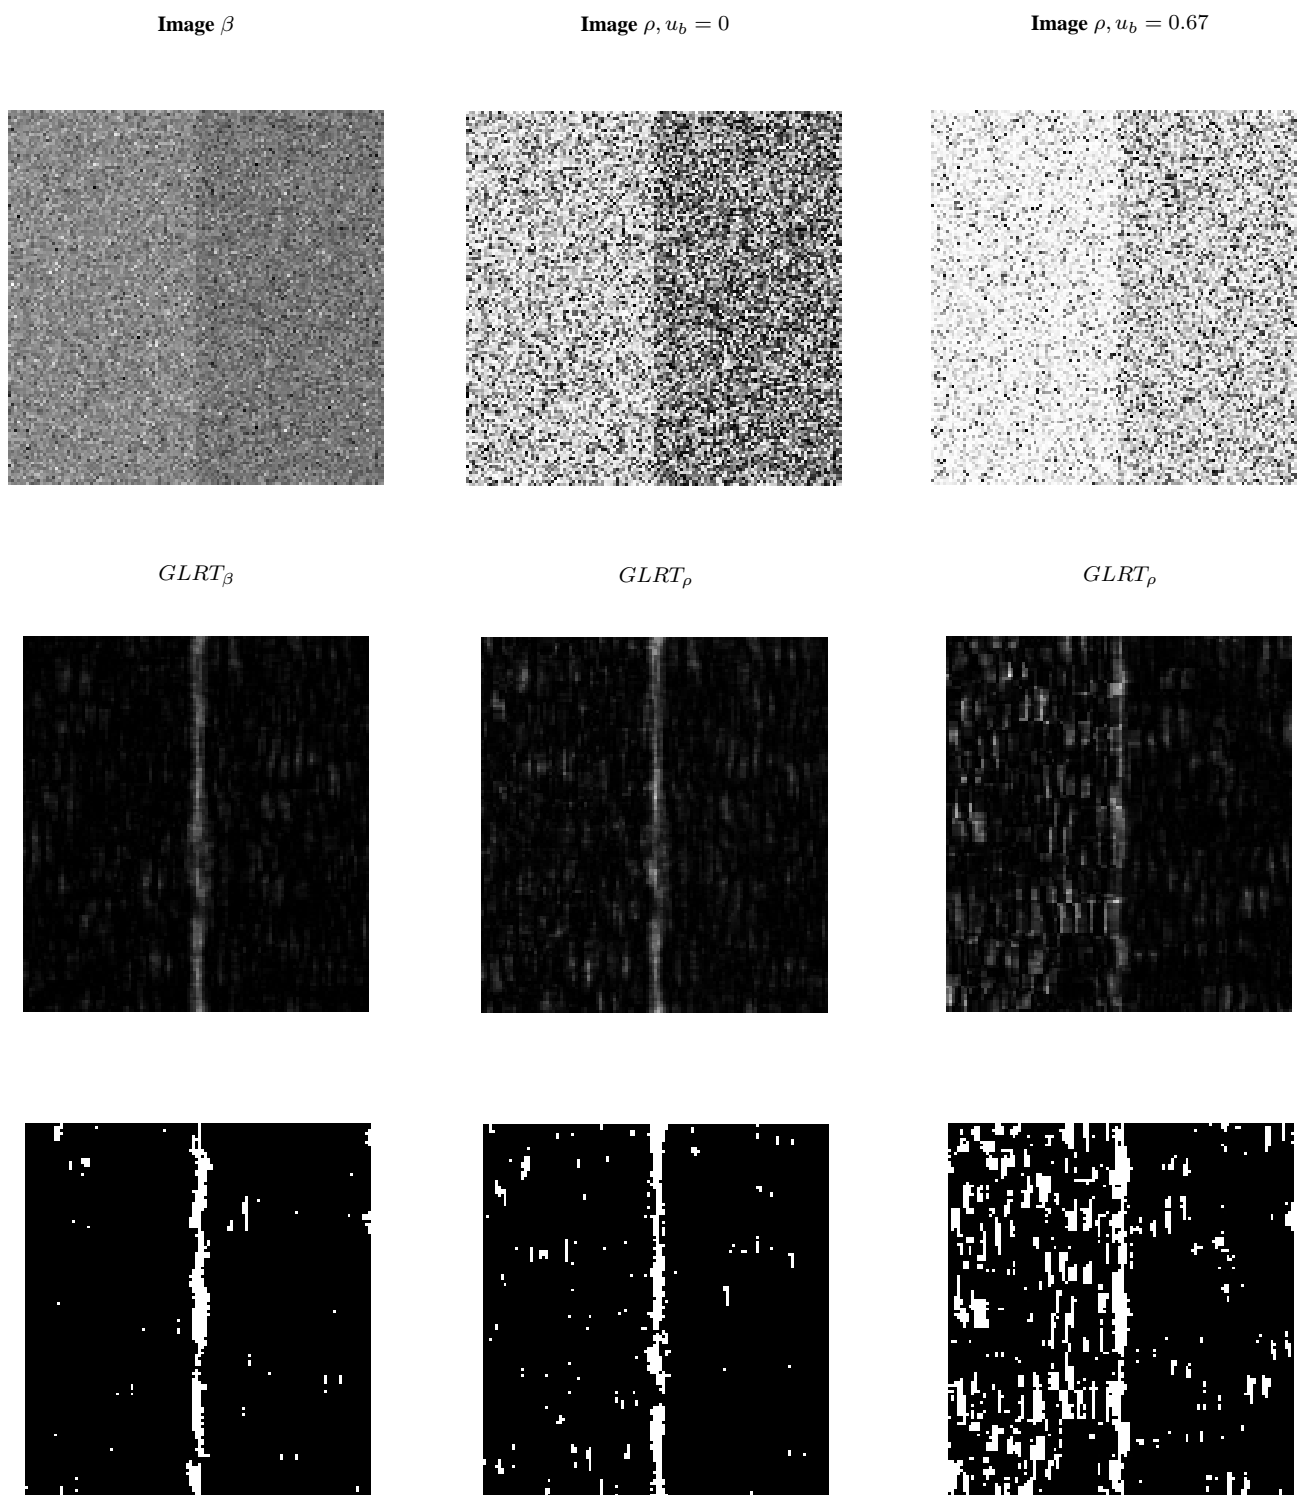 Image β
Image ρ, u_b = 0
Image ρ, u_b = 0.67
GLRT_β
GLRT_ρ
GLRT_ρ